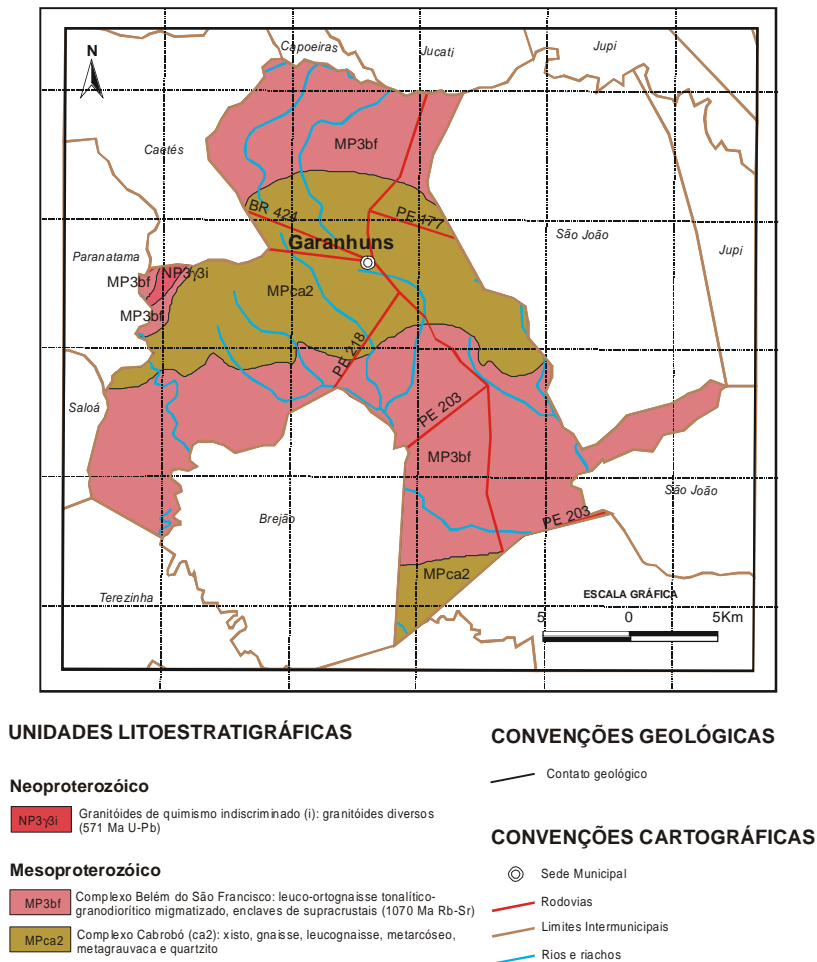 Capoeiras
Jucati
Jupi
N
Caetés
MP3bf
BR 424
PE 177
Garanhuns
São João
Jupi
Paranatama
MP3bf
NP3γ3i
MPca2
MP3bf
PE 218
Saloá
PE 203
MP3bf
São João
Brejão
PE 203
MPca2
Terezinha
ESCALA GRÁFICA
5 0 5Km
UNIDADES LITOESTRATIGRÁFICAS
Neoproterozóico
NP3γ3i
Granitóides de quimismo indiscriminado (i): granitóides diversos
(571 Ma U-Pb)
Mesoproterozóico
MP3bf
Complexo Belém do São Francisco: leuco-ortognaisse tonalítico-
granodiorítico migmatizado, enclaves de supracrustais (1070 Ma Rb-Sr)
MPca2
Complexo Cabrobó (ca2): xisto, gnaisse, leucognaisse, metarcóseo,
metagrauvaca e quartzito
CONVENÇÕES GEOLÓGICAS
Contato geológico
CONVENÇÕES CARTOGRÁFICAS
Sede Municipal
Rodovias
Limites Intermunicipais
Rios e riachos